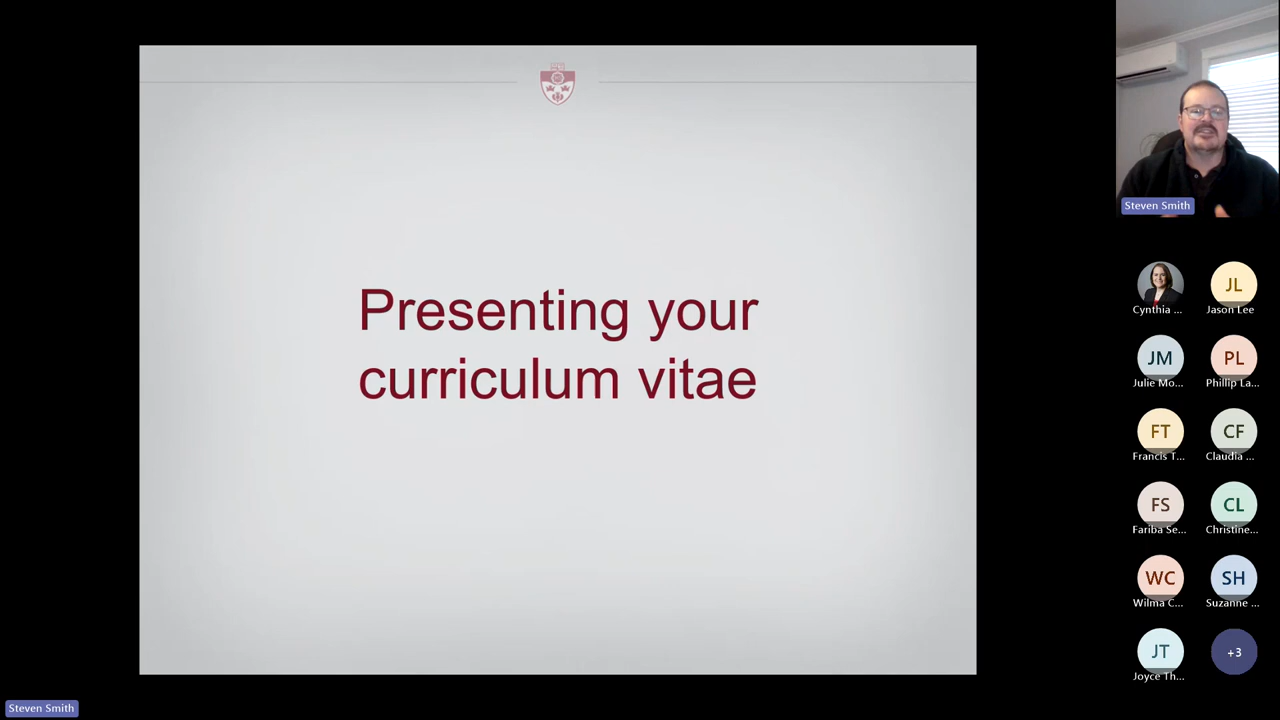 Presenting your
curriculum vitae
Steven Smith
Cynthia ...
JL
Jason Lee
JM
Julie Mo...
PL
Phillip La...
FT
Francis T...
CF
Claudia ...
FS
Fariba Se...
CL
Christine...
WC
Wilma C...
SH
Suzanne ...
JT
Joyce Th...
+3
Steven Smith